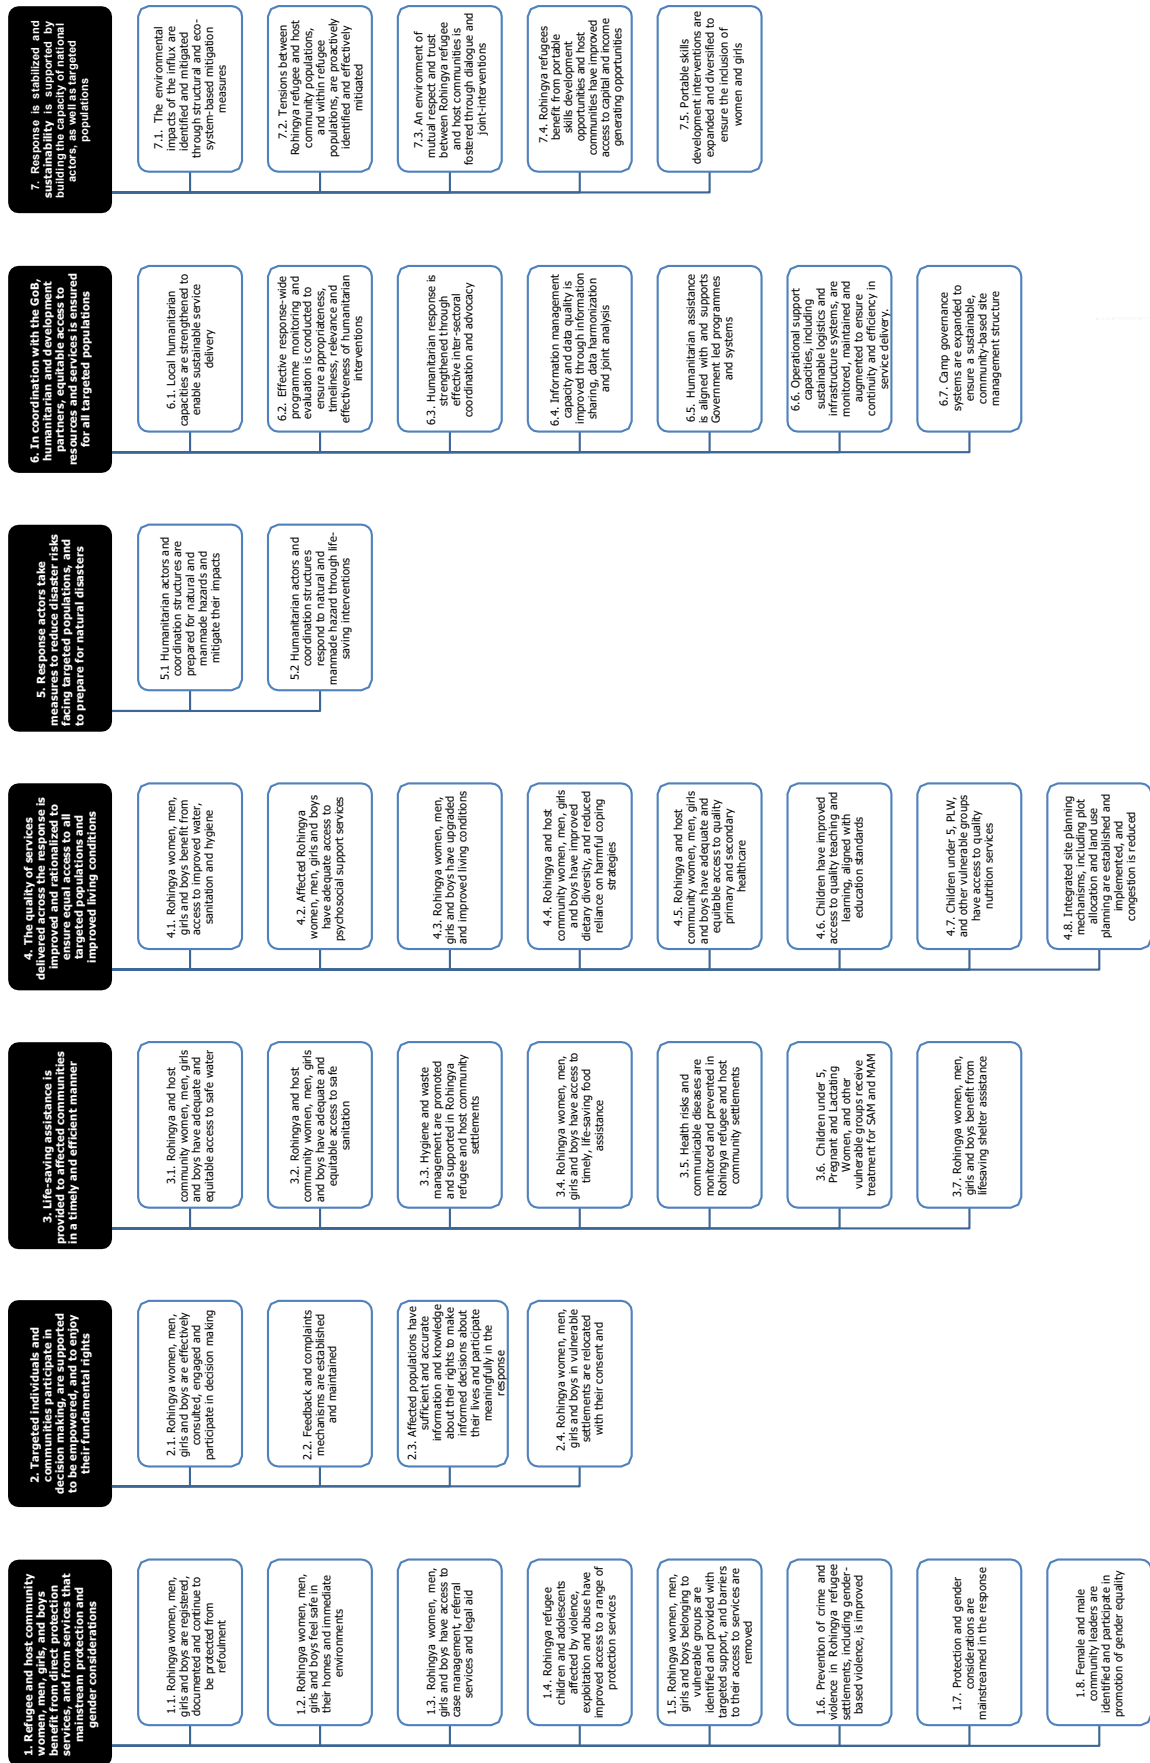 1. Refugee and host community
women, men, girls, and boys
benefit from direct protection
services, and from services that
mainstream protection and
gender considerations
1.1. Rohingya women, men,
girls and boys are registered,
documented and continue to
be protected from
refoulment
1.2. Rohingya women, men,
girls and boys feel safe in
their homes and immediate
environments
1.3. Rohingya women, men,
girls and boys have access to
case management, referral
services and legal aid
1.4. Rohingya refugee
children and adolescents
affected by violence,
exploitation and abuse have
improved access to a range of
protection services
1.5. Rohingya women, men,
girls and boys belonging to
vulnerable groups are
identified and provided with
targeted support, and barriers
to their access to services are
removed
1.6. Prevention of crime and
violence in Rohingya refugee
settlements, including gender-
based violence, is improved
1.7. Protection and gender
considerations are
mainstreamed in the response
1.8. Female and male
community leaders are
identified and participate in
promotion of gender equality
2. Targeted individuals and
communities participate in
decision making, are supported
to be empowered, and to enjoy
their fundamental rights
2.1. Rohingya women, men,
girls and boys are effectively
consulted, engaged and
participate in decision making
2.2. Feedback and complaints
mechanisms are established
and maintained
2.3. Affected populations have
sufficient and accurate
information and knowledge
about their rights to make
informed decisions about
their lives and participate
meaningfully in the
response
2.4. Rohingya women, men,
girls and boys in vulnerable
settlements are relocated
with their consent and
3. Life-saving assistance is
provided to affected communities
in a timely and efficient manner
3.1. Rohingya and host
community women, men, girls
and boys have adequate and
equitable access to safe water
3.2. Rohingya and host
community women, men, girls
and boys have adequate and
equitable access to safe
sanitation
3.3. Hygiene and waste
management are promoted
and supported in Rohingya
refugee and host community
settlements
3.4. Rohingya women, men,
girls and boys have access to
timely, life-saving food
assistance
3.5. Health risks and
communicable diseases are
monitored and prevented in
Rohingya refugee and host
community settlements
3.6. Children under 5,
Pregnant and Lactating
Women, and other
vulnerable groups receive
treatment for SAM and MAM
3.7. Rohingya women, men,
girls and boys benefit from
lifesaving shelter assistance
4. The quality of services
delivered across the response is
improved and rationalized to
ensure equal access to all
targeted populations and
improved living conditions
4.1. Rohingya women, men,
girls and boys benefit from
access to improved water,
sanitation and hygiene
4.2. Affected Rohingya
women, men, girls and boys
have adequate access to
psychosocial support services
4.3. Rohingya women, men,
girls and boys have upgraded
and improved living conditions
4.4. Rohingya and host
community women, men, girls
and boys have improved
dietary diversity, and reduced
reliance on harmful coping
strategies
4.5. Rohingya and host
community women, men, girls
and boys have adequate and
equitable access to quality
primary and secondary
healthcare
4.6. Children have improved
access to quality teaching and
learning, aligned with
education standards
4.7. Children under 5, PLW,
and other vulnerable groups
have access to quality
nutrition services
4.8. Integrated site planning
mechanisms, including plot
allocation and land use
planning are established and
implemented, and
congestion is reduced
5. Response actors take
measures to reduce disaster risks
facing targeted populations, and
to prepare for natural disasters
5.1 Humanitarian actors and
coordination structures are
prepared for natural and
manmade hazards and
mitigate their impacts
5.2 Humanitarian actors and
coordination structures
respond to natural and
manmade hazard through life-
saving interventions
6. In coordination with the GoB,
humanitarian and development
partners, equitable access to
resources and services is ensured
for all targeted populations
6.1. Local humanitarian
capacities are strengthened to
enable sustainable service
delivery
6.2. Effective response-wide
programme monitoring and
evaluation is conducted to
ensure appropriateness,
timeliness, relevance and
effectiveness of humanitarian
interventions
6.3. Humanitarian response is
strengthened through
effective inter-sectoral
coordination and advocacy
6.4. Information management
capacity and data quality is
improved through information
sharing, data harmonization
and joint analysis
6.5. Humanitarian assistance
is aligned with and supports
Government led programmes
and systems
6.6. Operational support
capacities, including
sustainable logistics and
infrastructure systems, are
monitored, maintained and
augmented to ensure
continuity and efficiency in
service delivery.
6.7. Camp governance
systems are expanded to
ensure a sustainable,
community-based site
management structure
7. Response is stabilized and
sustainability is supported by
building the capacity of national
actors, as well as targeted
populations
7.1. The environmental
impacts of the influx are
identified and mitigated
through structural and eco-
system-based mitigation
measures
7.2. Tensions between
Rohingya refugee and host
community populations,
and within refugee
populations, are proactively
identified and effectively
mitigated
7.3. An environment of
mutual respect and trust
between Rohingya refugee
and host communities is
fostered through dialogue and
joint-interventions
7.4. Rohingya refugees
benefit from portable
skills development
opportunities and host
communities have improved
access to capital and income
generating opportunities
7.5. Portable skills
development interventions are
expanded and diversified to
ensure the inclusion of
women and girls